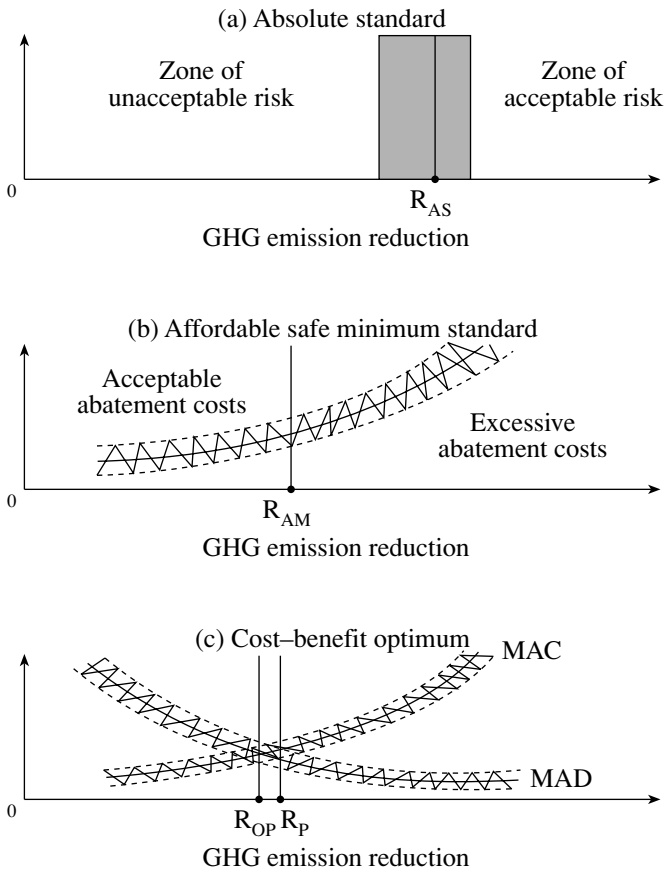 (a) Absolute standard
Zone of
unacceptable risk
Zone of
acceptable risk
0
R_AS
GHG emission reduction
(b) Affordable safe minimum standard
Acceptable
abatement costs
Excessive
abatement costs
0
R_AM
GHG emission reduction
(c) Cost–benefit optimum
MAC
MAD
0
R_OP R_P
GHG emission reduction